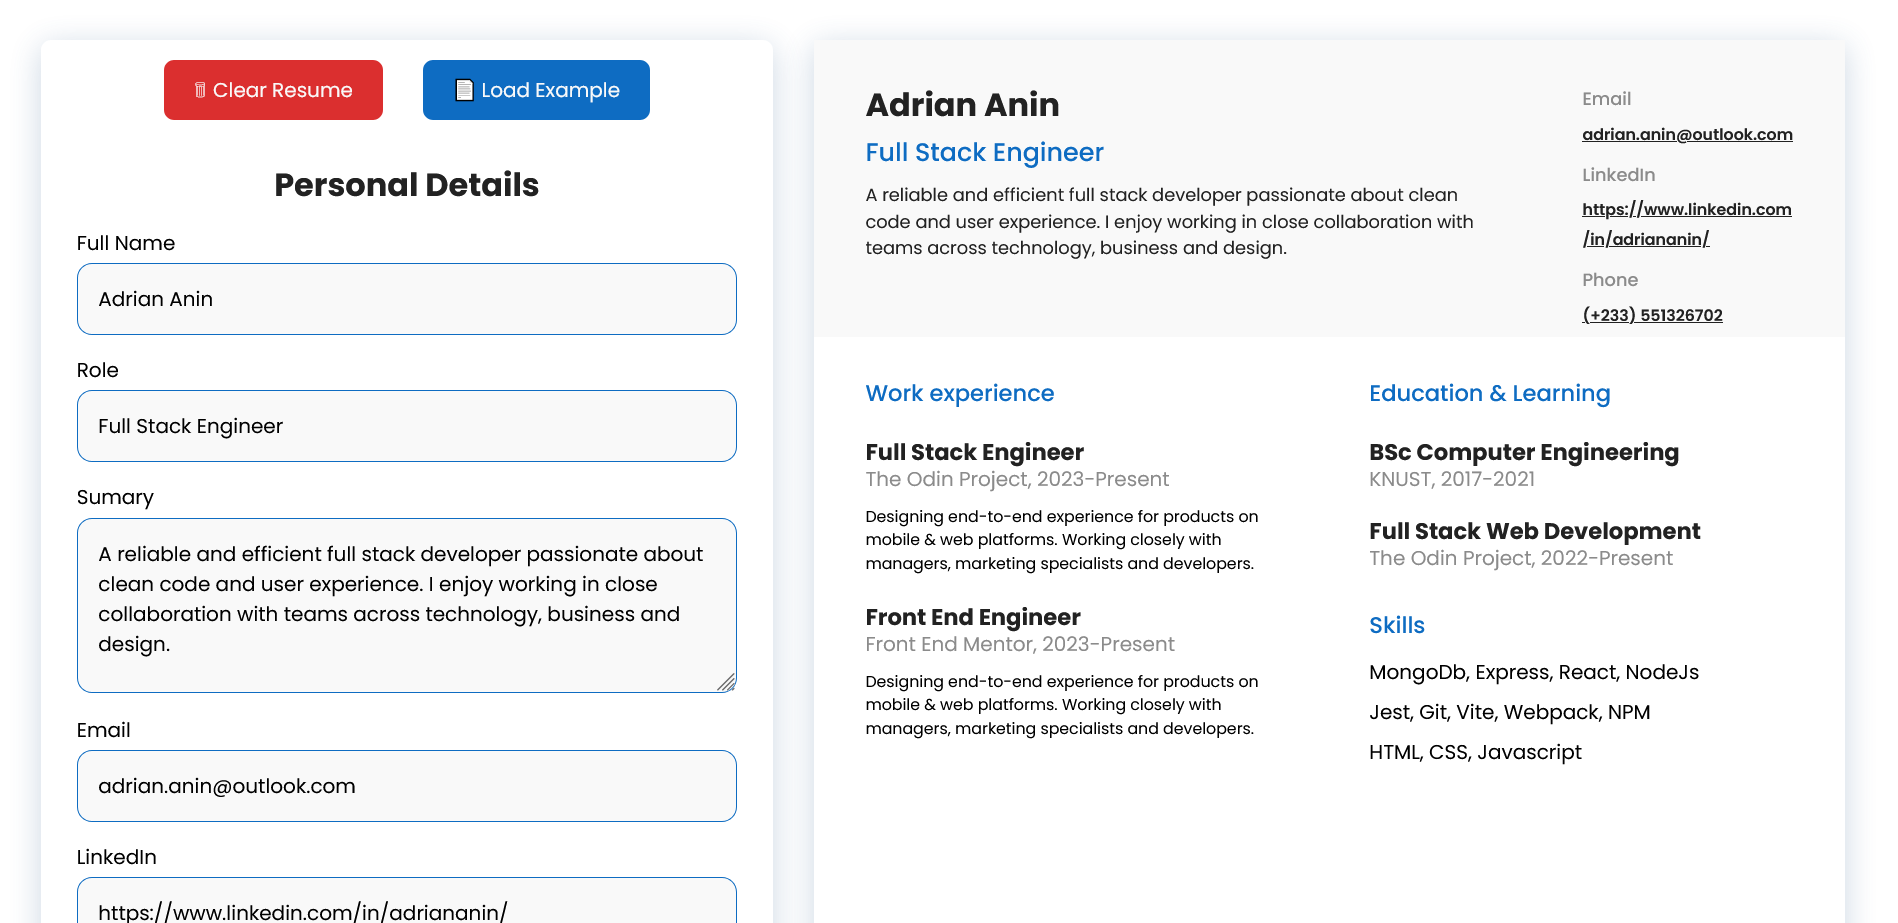 Clear Resume
Load Example
Personal Details
Full Name
Adrian Anin
Role
Full Stack Engineer
Sumary
A reliable and efficient full stack developer passionate about
clean code and user experience. I enjoy working in close
collaboration with teams across technology, business and
design.
Email
adrian.anin@outlook.com
LinkedIn
https://www.linkedin.com/in/adriananin/
Adrian Anin
Full Stack Engineer
A reliable and efficient full stack developer passionate about clean
code and user experience. I enjoy working in close collaboration with
teams across technology, business and design.
Email
adrian.anin@outlook.com
LinkedIn
https://www.linkedin.com
/in/adriananin/
Phone
(+233) 551326702
Work experience
Full Stack Engineer
The Odin Project, 2023-Present
Designing end-to-end experience for products on
mobile & web platforms. Working closely with
managers, marketing specialists and developers.
Front End Engineer
Front End Mentor, 2023-Present
Designing end-to-end experience for products on
mobile & web platforms. Working closely with
managers, marketing specialists and developers.
Education & Learning
BSc Computer Engineering
KNUST, 2017-2021
Full Stack Web Development
The Odin Project, 2022-Present
Skills
MongoDb, Express, React, NodeJs
Jest, Git, Vite, Webpack, NPM
HTML, CSS, Javascript